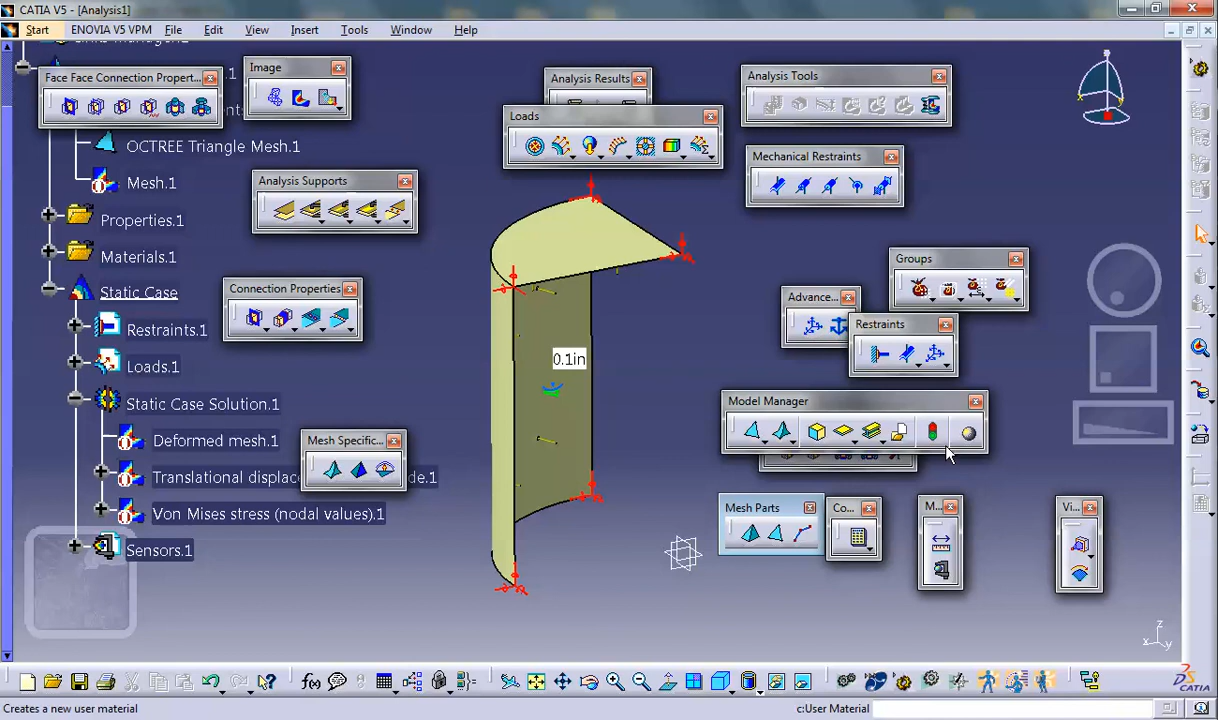 CATIA V5 - [Analysis1]
Start ENOVIA V5 VPM File Edit View Insert Tools Window Help
Face Face Connection Propert...
Image
Analysis Results
Analysis Tools
Loads
OCTREE Triangle Mesh.1
Mesh.1
Analysis Supports
Mechanical Restraints
Properties.1
Materials.1
Groups
Static Case
Connection Properties
Advance...
Restraints
Restraints.1
Loads.1
0.1in
Static Case Solution.1
Model Manager
Deformed mesh.1
Mesh Specific...
Translational displac
de.1
Von Mises stress (nodal values).1
Mesh Parts
Co...
M...
Vi...
Sensors.1
z
x y
Creates a new user material
c:User Material
CATIA